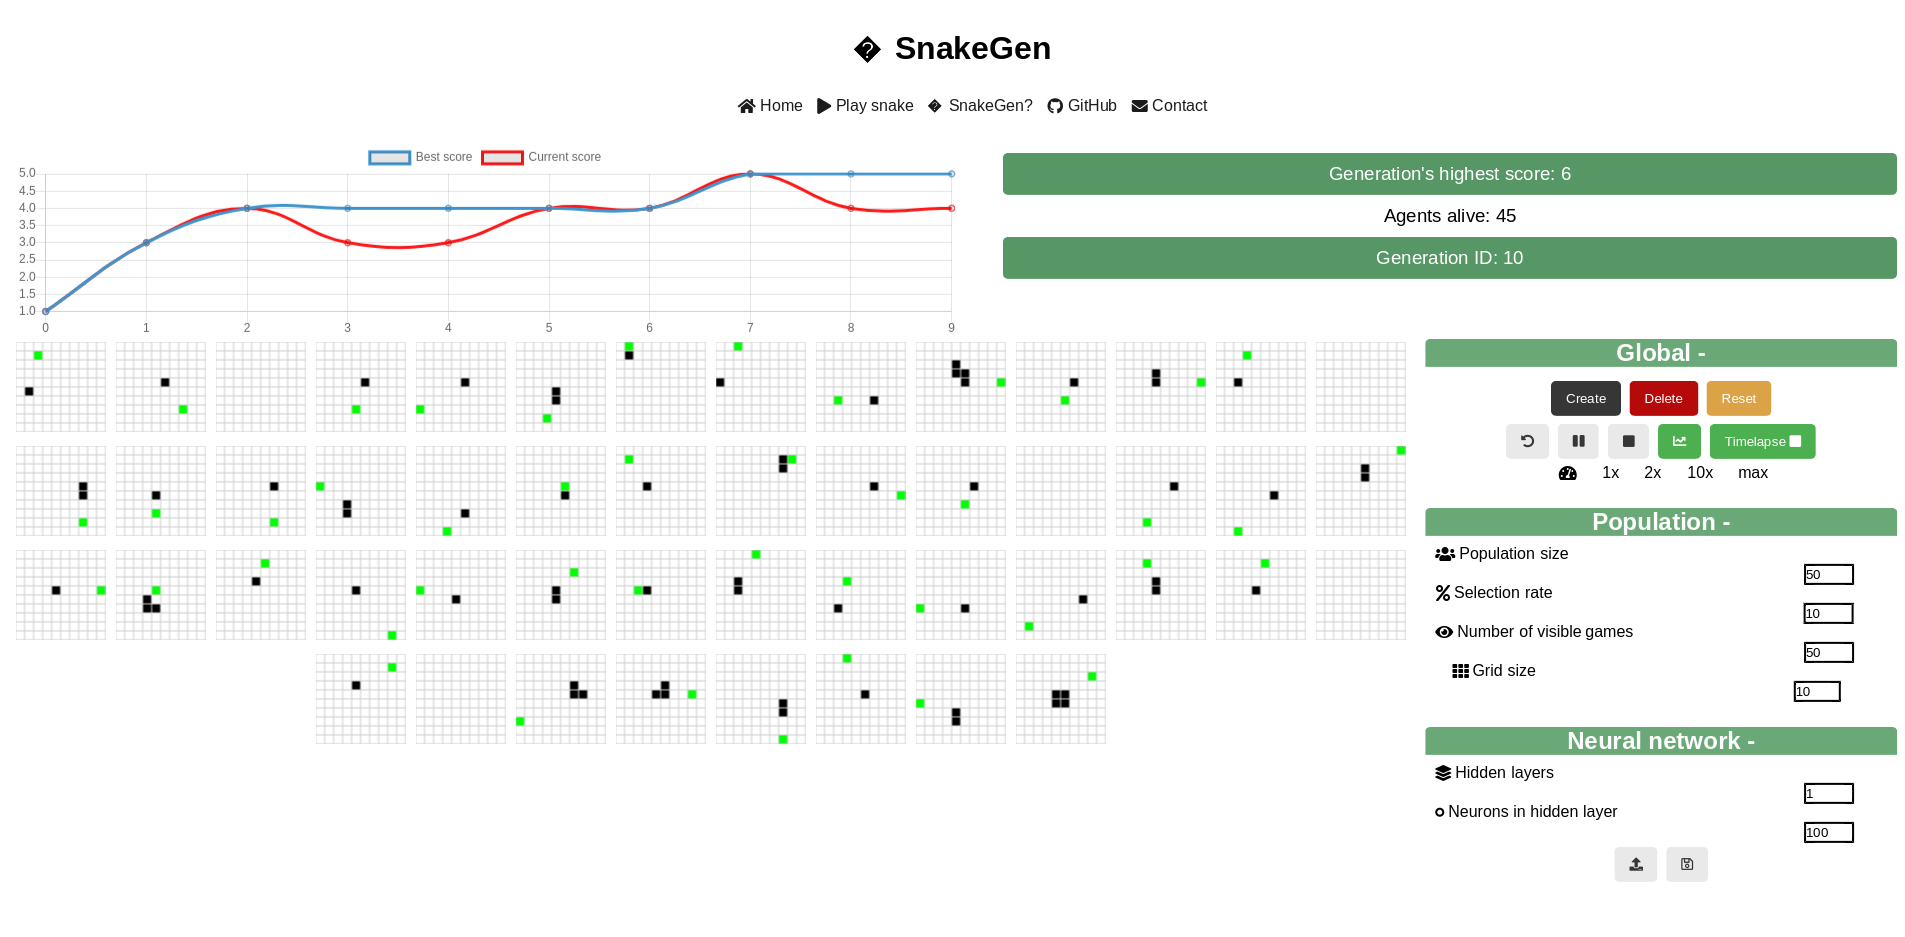 � SnakeGen
Home Play snake � SnakeGen? GitHub Contact
Best score Current score
5.0
4.5
4.0
3.5
3.0
2.5
2.0
1.5
1.0
0 1 2 3 4 5 6 7 8 9
Generation's highest score: 6
Agents alive: 45
Generation ID: 10
Global -
Create Delete Reset
Timelapse
1x 2x 10x max
Population -
Population size
50
Selection rate
10
Number of visible games
50
Grid size
10
Neural network -
Hidden layers
1
Neurons in hidden layer
100